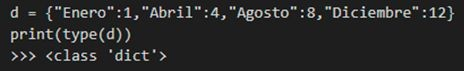 d = {"Enero":1,"Abril":4,"Agosto":8,"Diciembre":12}
print(type(d))
>>> <class 'dict'>